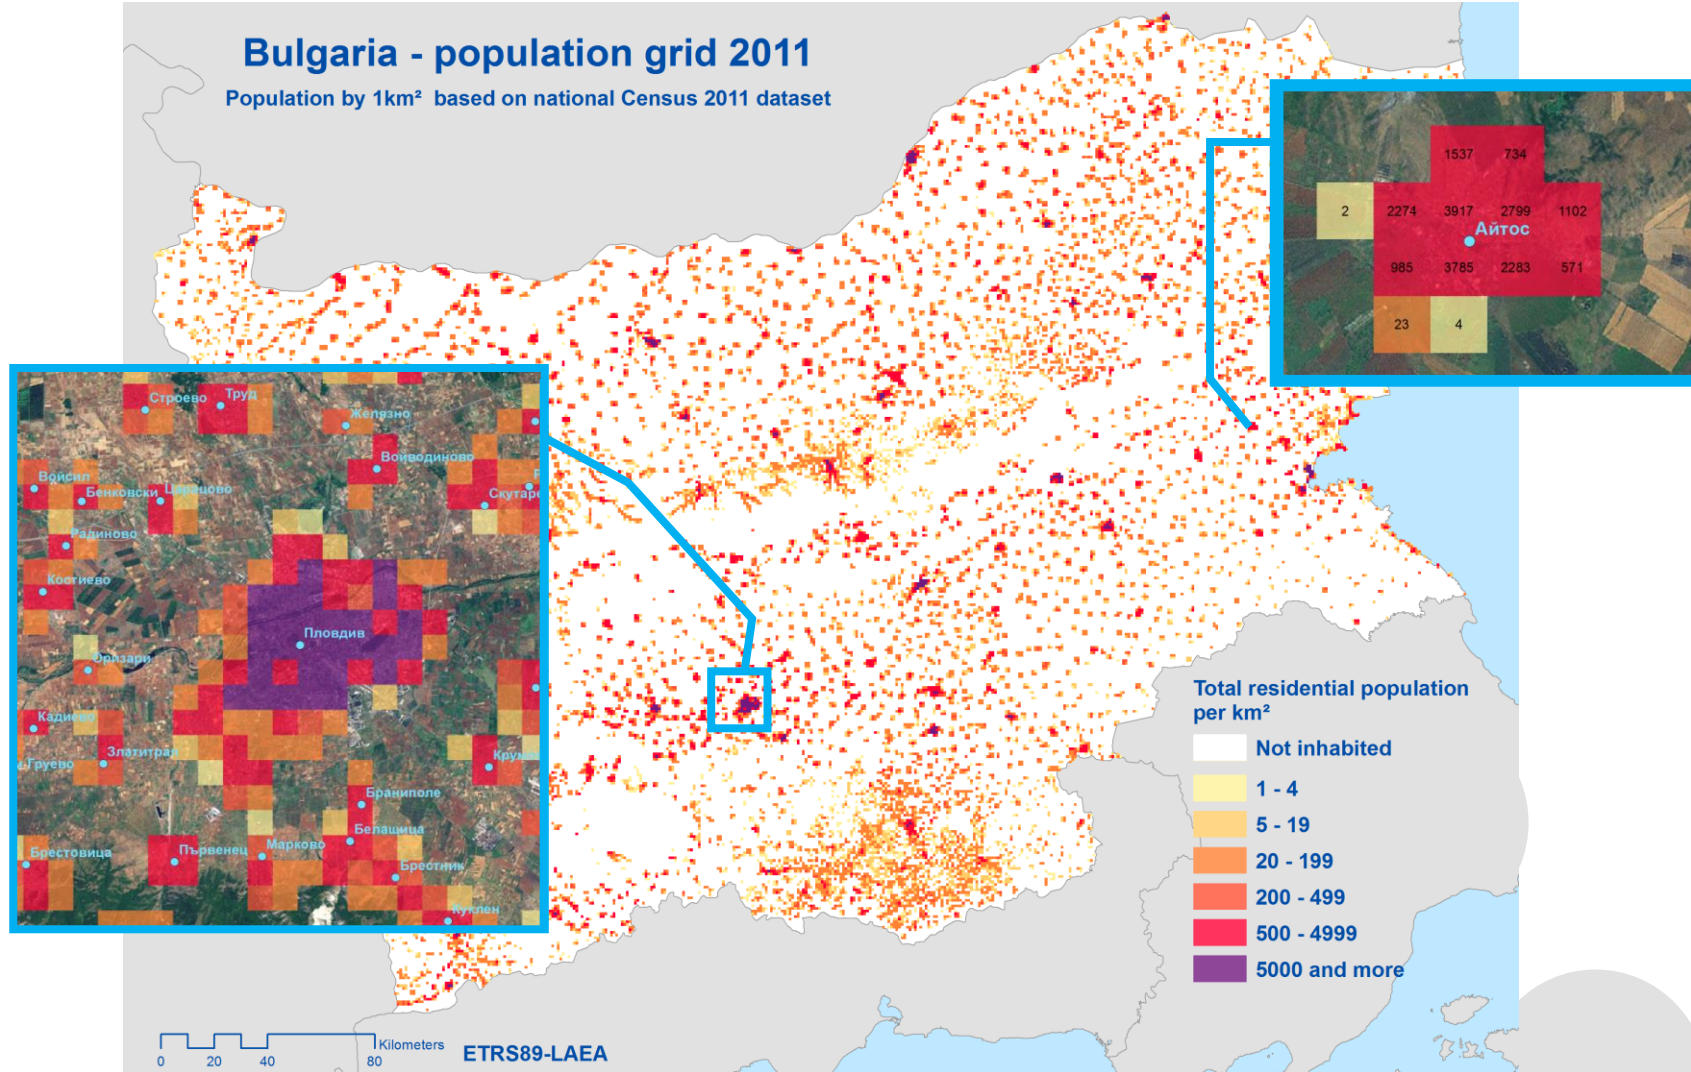 Bulgaria - population grid 2011
Population by 1km² based on national Census 2011 dataset
1537 734
2 2274 3917 2799 1102
Айтос
985 3785 2283 571
23 4
Строево
Труд
Желязно
Войводиново
Войсил
Бенковски
Царацово
Радиново
Костиево
Пловдив
Оризари
Кадиево
Златитрап
Браниполе
Белащица
Първенец
Марково
Брестовица
Брестник
Куклен
Total residential population
per km²
Not inhabited
1 - 4
5 - 19
20 - 199
200 - 499
500 - 4999
5000 and more
Kilometers
0 20 40 80
ETRS89-LAEA